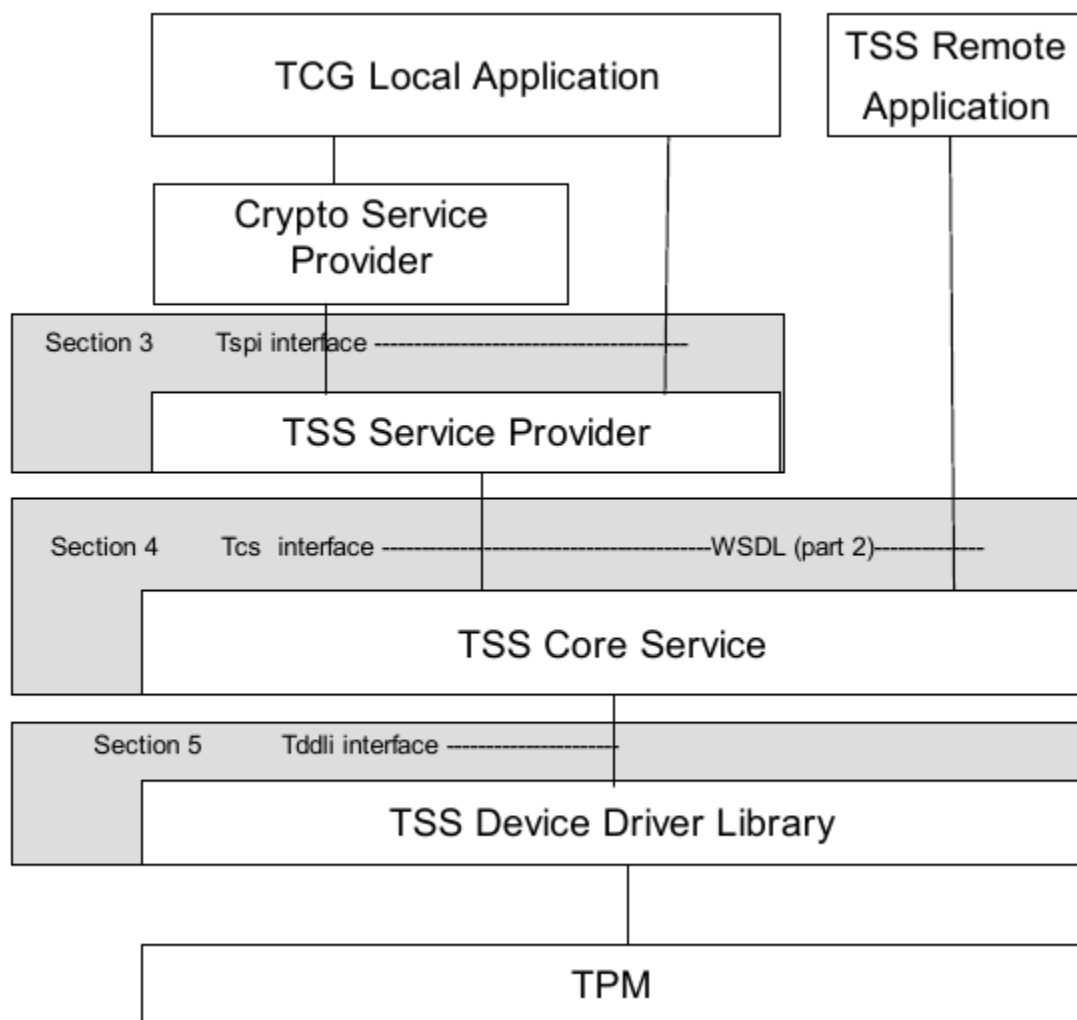 TCG Local Application
TSS Remote
Application
Crypto Service
Provider
Section 3 Tspi interface ----------------------------------------
TSS Service Provider
Section 4 Tcs interface ------------------------------------------WSDL (part 2)--------------
TSS Core Service
Section 5 Tddli interface ----------------------
TSS Device Driver Library
TPM